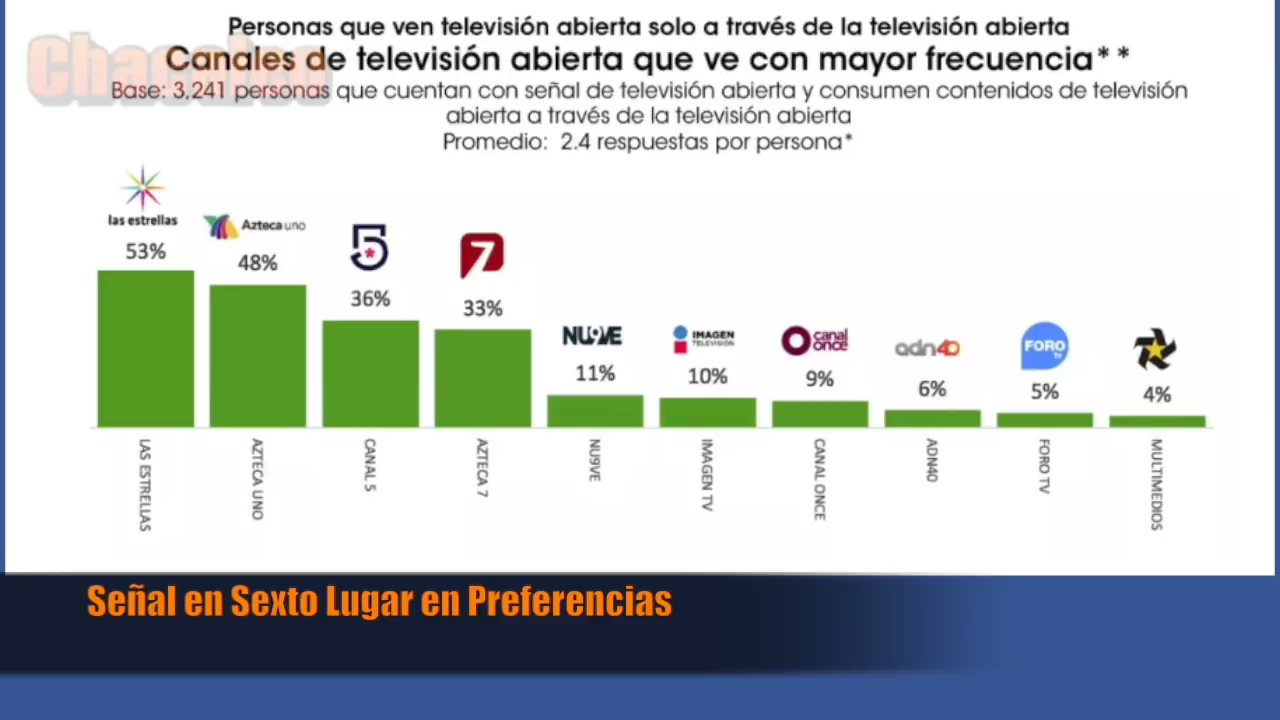 Personas que ven televisión abierta solo a través de la televisión abierta
Canales de televisión abierta que ve con mayor frecuencia**
Base: 3,241 personas que cuentan con señal de televisión abierta y consumen contenidos de televisión
abierta a través de la televisión abierta
Promedio: 2.4 respuestas por persona*
las estrellas
Azteca uno
5
7
NU9VE
IMAGEN
TELEVISIÓN
canal
once
adn40
FORO
tv
53%
48%
36%
33%
11%
10%
9%
6%
5%
4%
LAS ESTRELLAS
AZTECA UNO
CANAL 5
AZTECA 7
NU9VE
IMAGEN TV
CANAL ONCE
ADN40
FORO TV
MULTIMEDIOS
Señal en Sexto Lugar en Preferencias